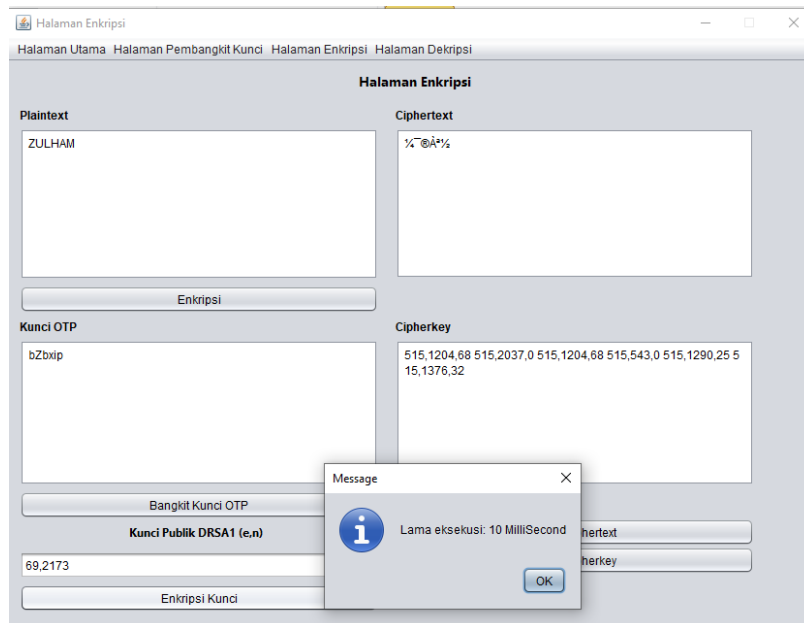 Halaman Enkripsi
Halaman Utama Halaman Pembangkit Kunci Halaman Enkripsi Halaman Dekripsi
Halaman Enkripsi
Plaintext
Ciphertext
ZULHAM
¼¯®Àª½
Enkripsi
Kunci OTP
Cipherkey
bZbxip
515,1204,68 515,2037,0 515,1204,68 515,543,0 515,1290,25 5
15,1376,32
Bangkit Kunci OTP
Kunci Publik DRSA1 (e,n)
69,2173
Enkripsi Kunci
Message
Lama eksekusi: 10 MilliSecond
OK
hertext
herkey